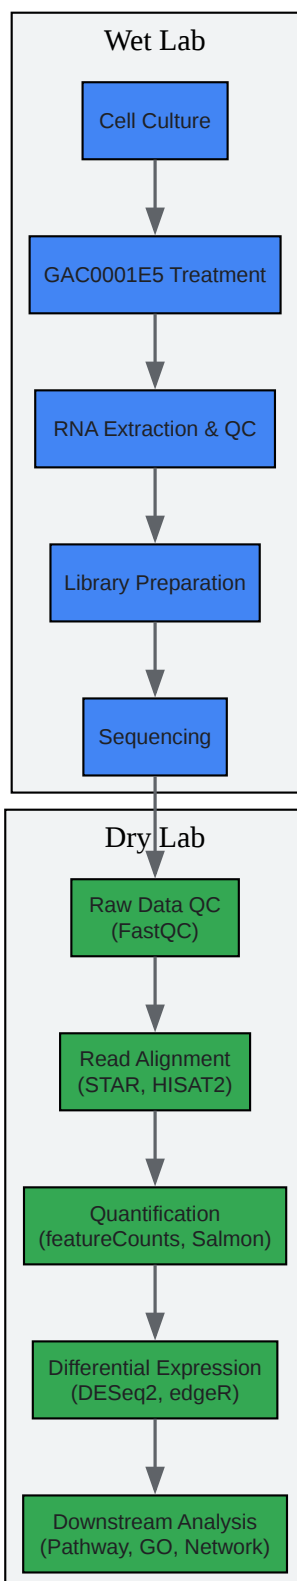 Wet Lab
Cell Culture
GAC0001E5 Treatment
RNA Extraction & QC
Library Preparation
Sequencing
Dry Lab
Raw Data QC
(FastQC)
Read Alignment
(STAR, HISAT2)
Quantification
(featureCounts, Salmon)
Differential Expression
(DESeq2, edgeR)
Downstream Analysis
(Pathway, GO, Network)